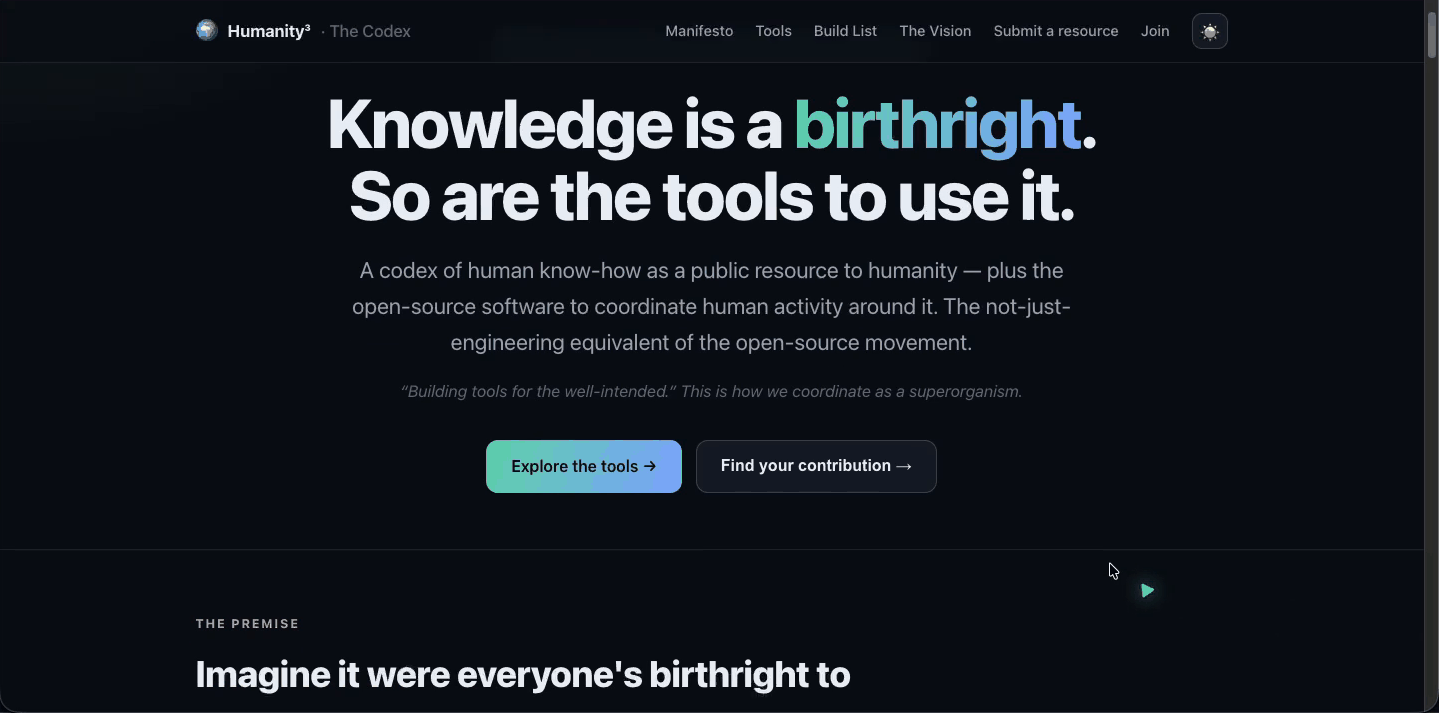 Humanity³ · The Codex
Manifesto
Tools
Build List
The Vision
Submit a resource
Join
Knowledge is a birthright.
So are the tools to use it.
A codex of human know-how as a public resource to humanity — plus the
open-source software to coordinate human activity around it. The not-just-
engineering equivalent of the open-source movement.
“Building tools for the well-intended.” This is how we coordinate as a superorganism.
Explore the tools →
Find your contribution →
THE PREMISE
Imagine it were everyone's birthright to